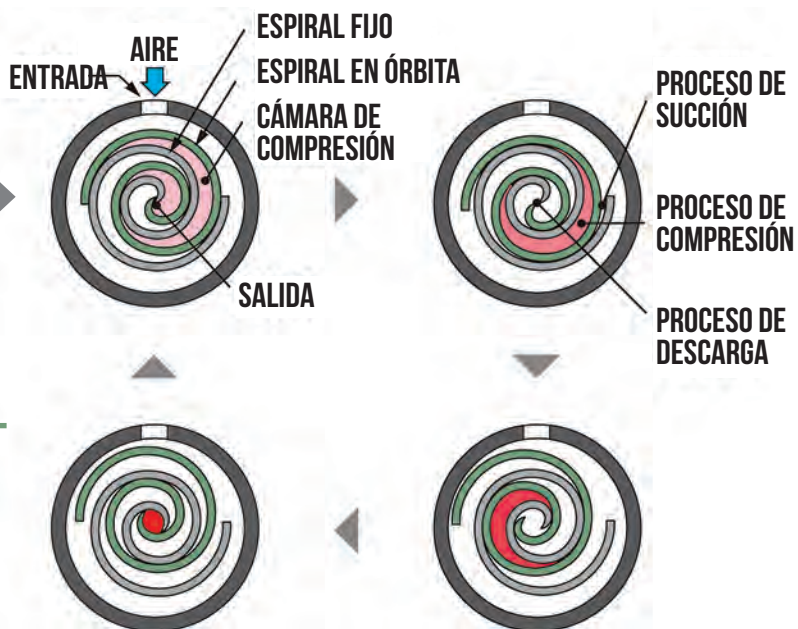 AIRE
ENTRADA
ESPIRAL FIJO
ESPIRAL EN ÓRBITA
CÁMARA DE
COMPRESIÓN
SALIDA
PROCESO DE
SUCCIÓN
PROCESO DE
COMPRESIÓN
PROCESO DE
DESCARGA